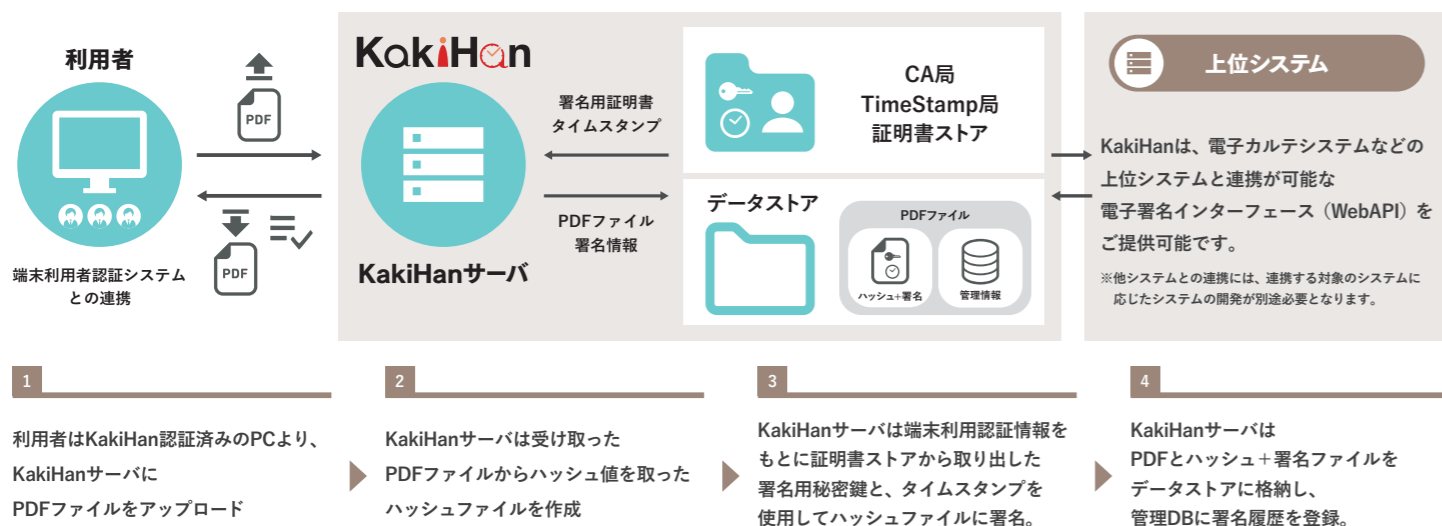 利用者
PDF
PDF
端末利用者認証システム
との連携
KakiHan
KakiHanサーバ
署名用証明書
タイムスタンプ
PDFファイル
署名情報
CA局
TimeStamp局
証明書ストア
データストア
PDFファイル
ハッシュ+署名
管理情報
上位システム
KakiHanは、電子カルテシステムなどの
上位システムと連携が可能な
電子署名インターフェース（WebAPI）を
ご提供可能です。
※他システムとの連携には、連携する対象のシステムに
応じたシステムの開発が別途必要となります。
1
利用者はKakiHan認証済みのPCより、
KakiHanサーバに
PDFファイルをアップロード
2
KakiHanサーバは受け取った
PDFファイルからハッシュ値を取った
ハッシュファイルを作成
3
KakiHanサーバは端末利用認証情報を
もとに証明書ストアから取り出した
署名用秘密鍵と、タイムスタンプを
使用してハッシュファイルに署名。
4
KakiHanサーバは
PDFとハッシュ＋署名ファイルを
データストアに格納し、
管理DBに署名履歴を登録。